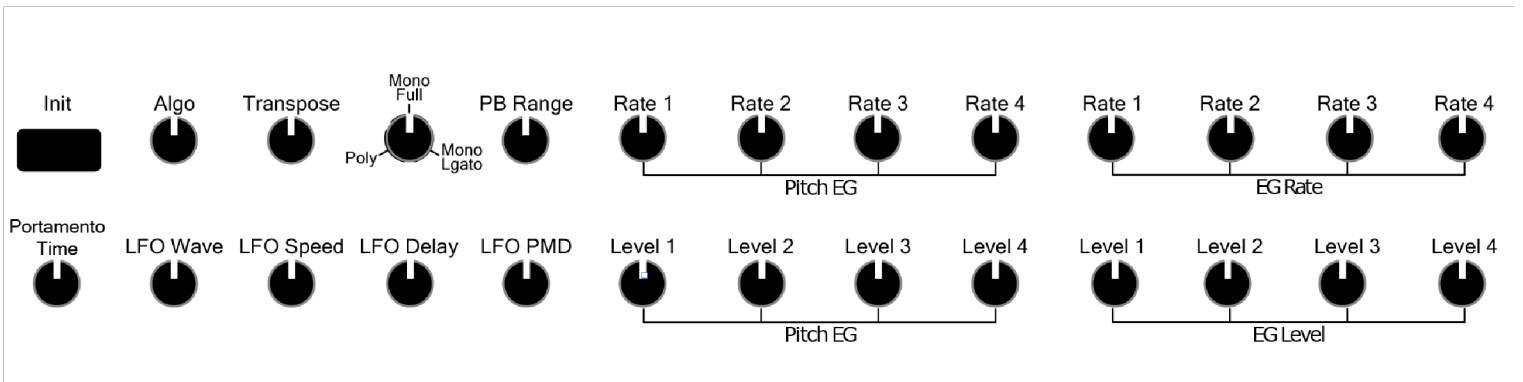 Init
Algo
Transpose
Mono
Full
Poly
Mono
Lgato
PB Range
Rate 1
Rate 2
Rate 3
Rate 4
Pitch EG
Rate 1
Rate 2
Rate 3
Rate 4
EG Rate
Portamento
Time
LFO Wave
LFO Speed
LFO Delay
LFO PMD
Level 1
Level 2
Level 3
Level 4
Pitch EG
Level 1
Level 2
Level 3
Level 4
EG Level